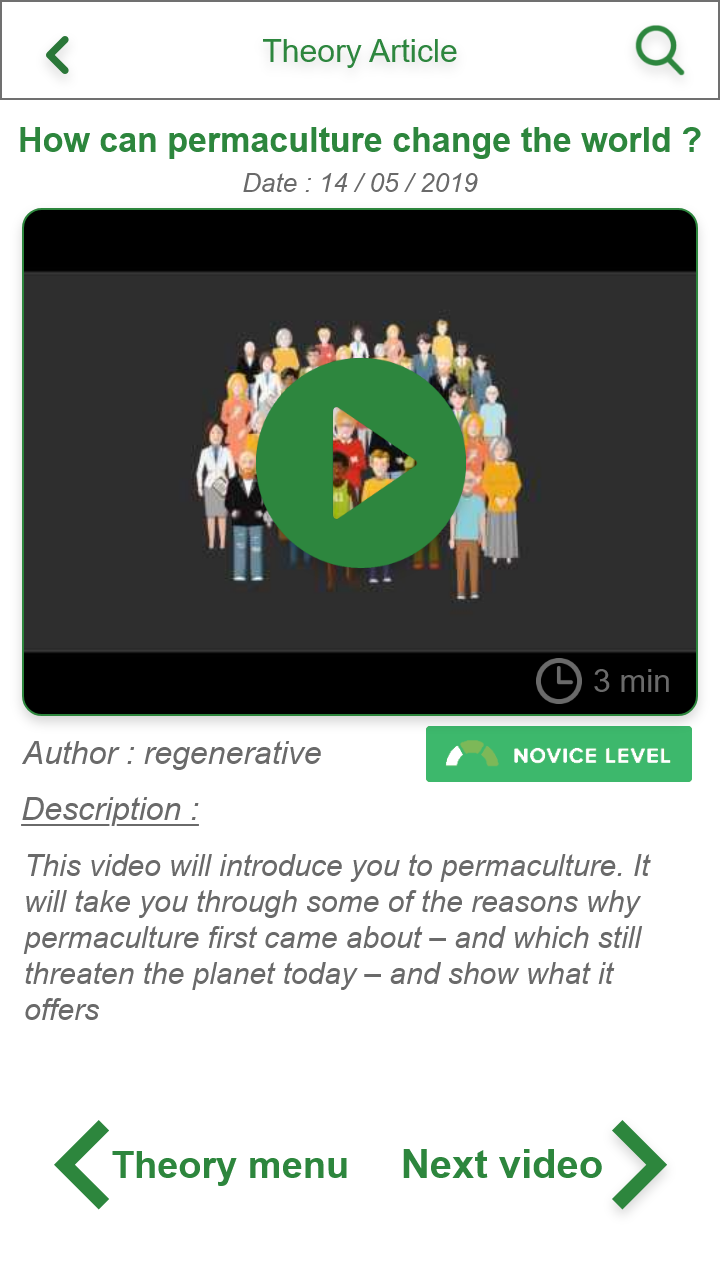 Theory Article
How can permaculture change the world ?
Date : 14 / 05 / 2019
3 min
Author : regenerative
NOVICE LEVEL
Description :
This video will introduce you to permaculture. It
will take you through some of the reasons why
permaculture first came about – and which still
threaten the planet today – and show what it
offers
Theory menu
Next video